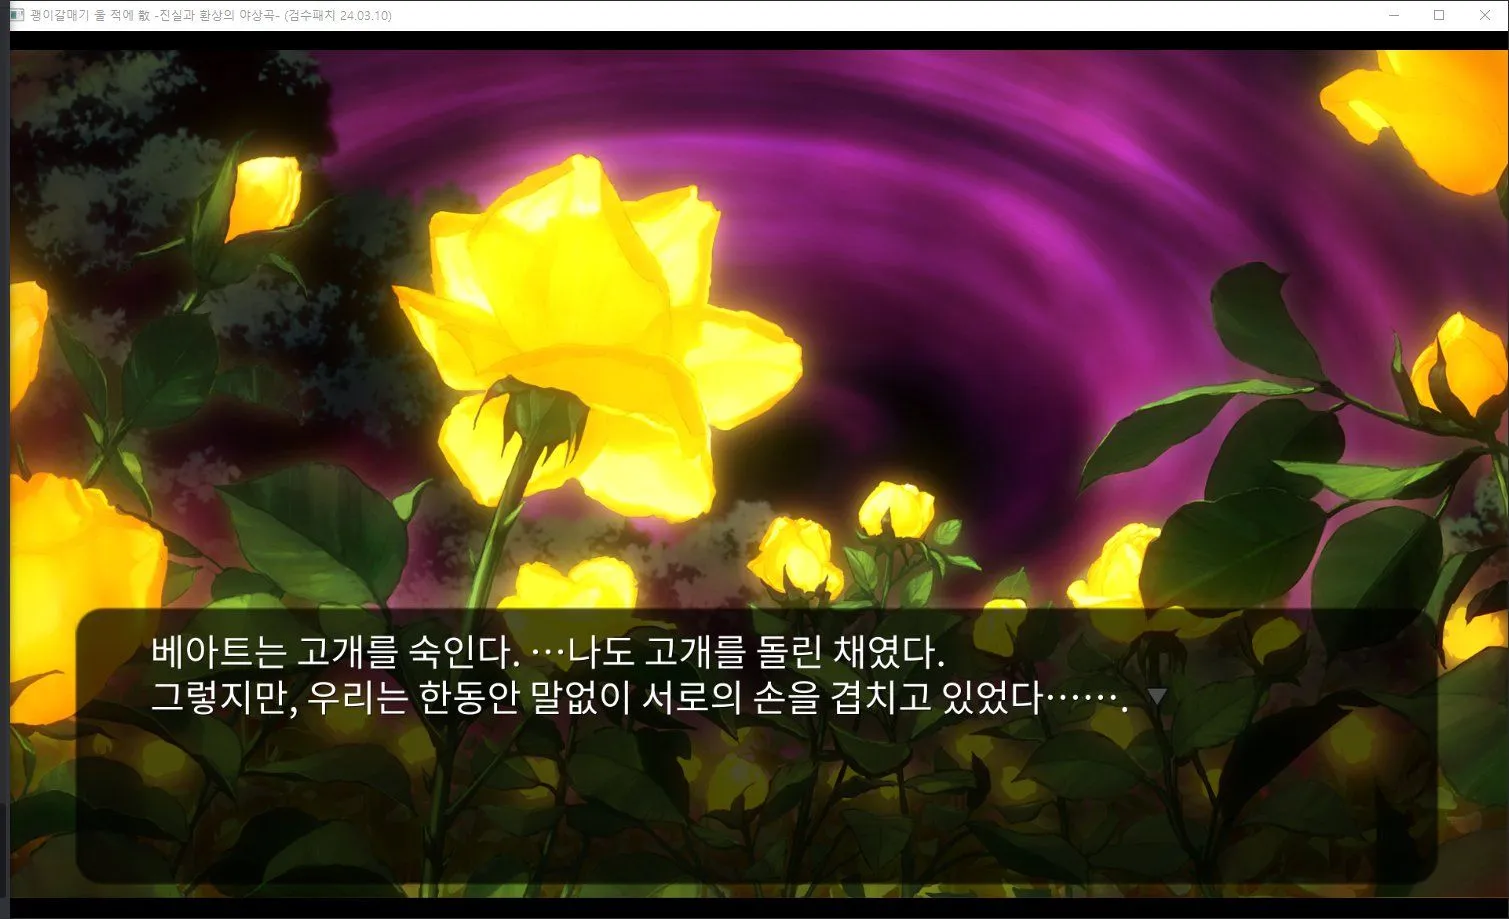 괭이갈매기 울 적에 散 -진실과 환상의 야상곡- (검수패치 24.03.10)
베아트는 고개를 숙인다. …나도 고개를 돌린 채였다.
그렇지만, 우리는 한동안 말없이 서로의 손을 겹치고 있었다…….